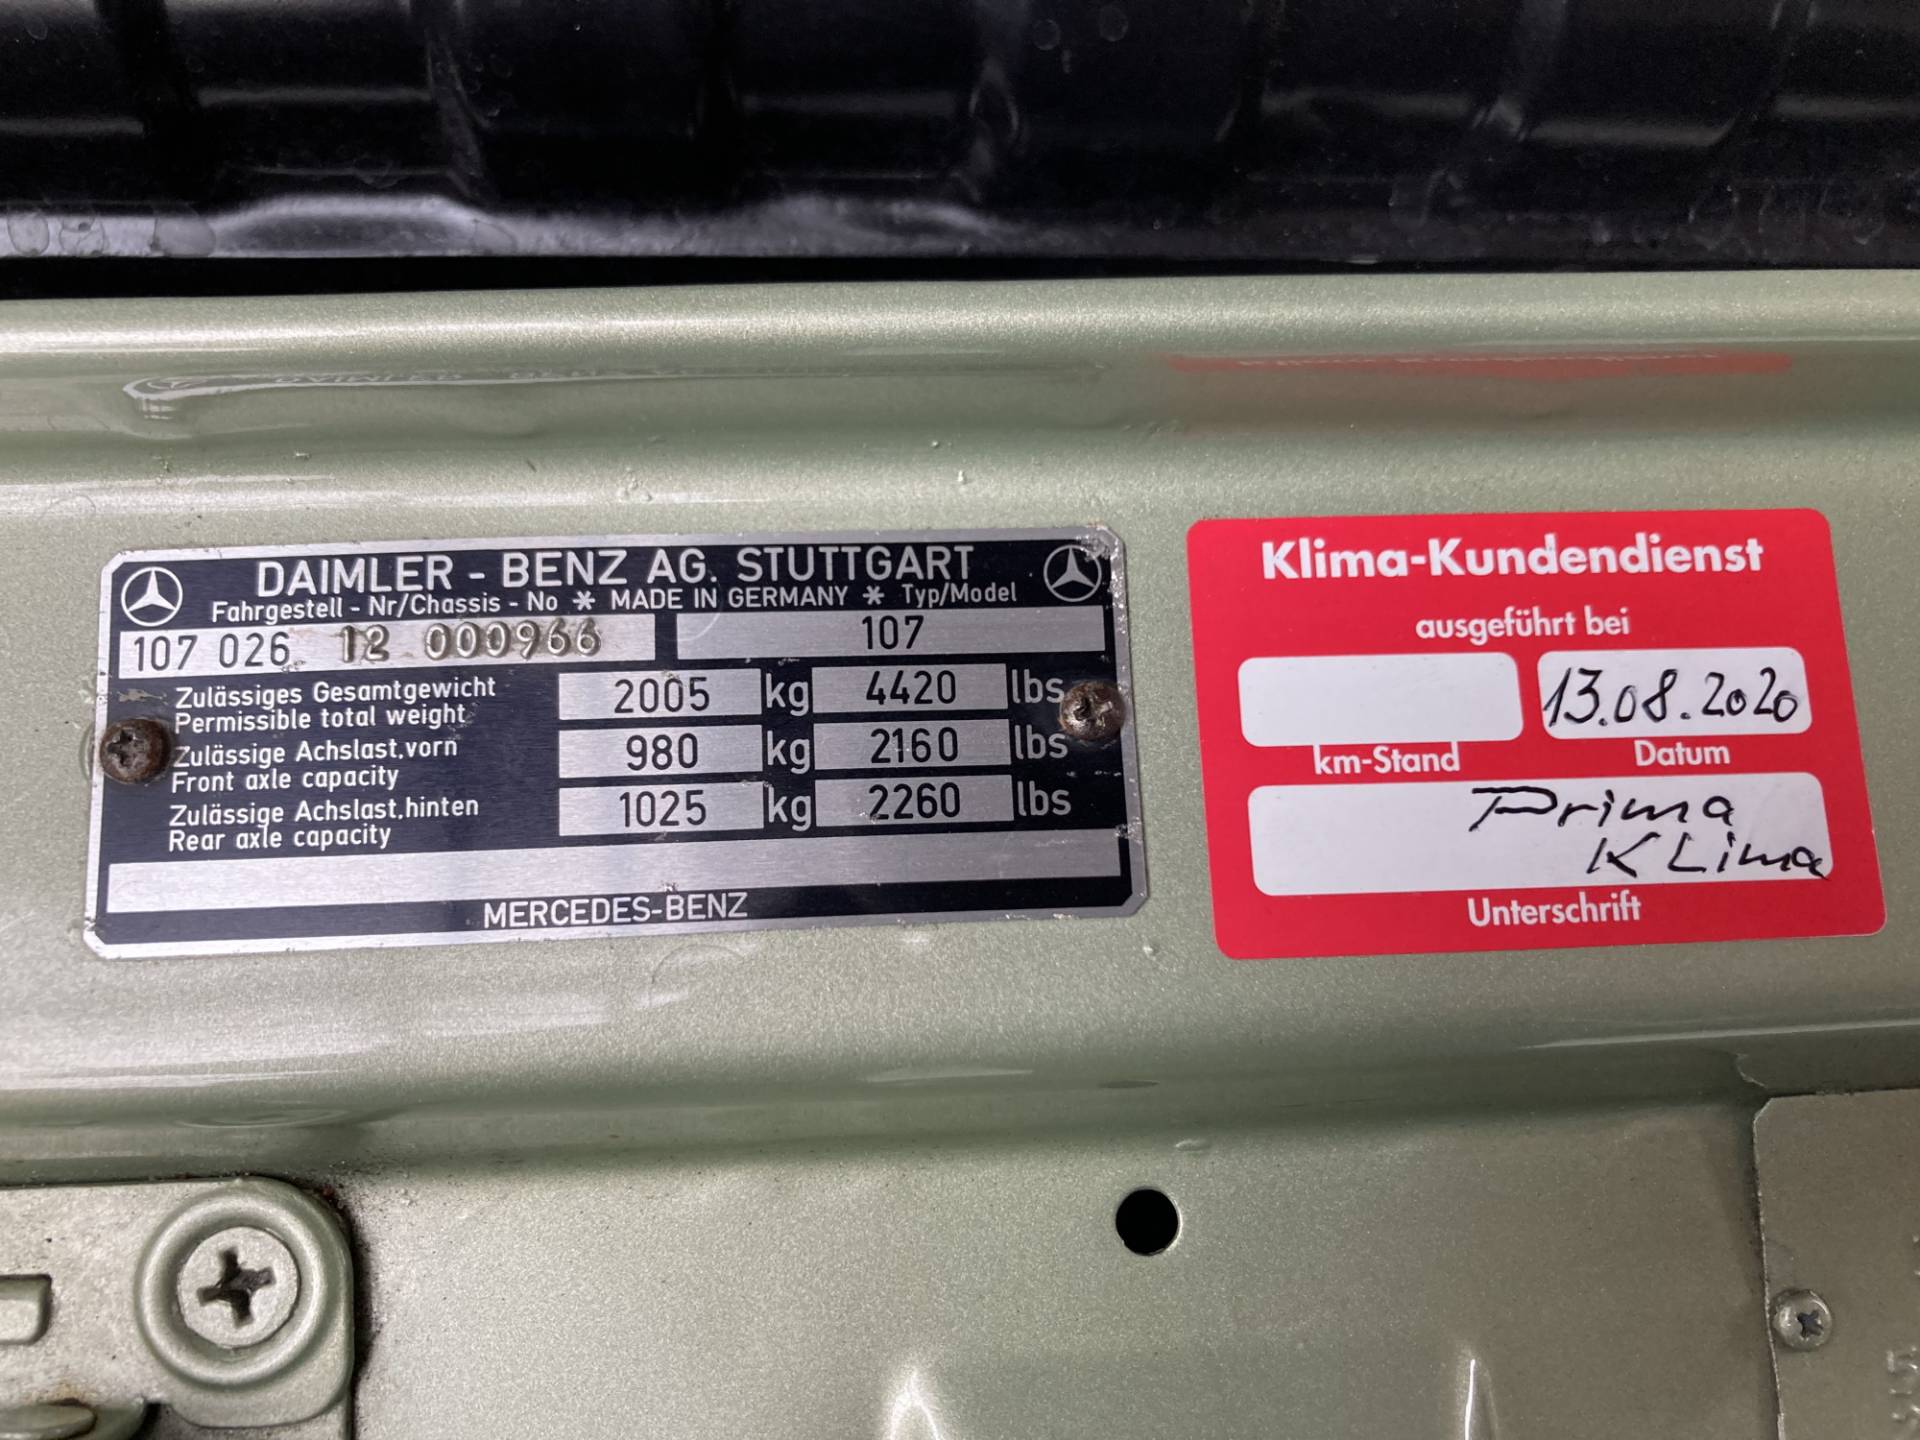 DAIMLER - BENZ AG. STUTTGART
Fahrgestell - Nr/Chassis - No * MADE IN GERMANY * Typ/Model
107 026 12 000966 107
Zulässiges Gesamtgewicht
Permissible total weight
2005 kg 4420 lbs
Zulässige Achslast,vorn
Front axle capacity
980 kg 2160 lbs
Zulässige Achslast,hinten
Rear axle capacity
1025 kg 2260 lbs
MERCEDES-BENZ
Klima-Kundendienst
ausgeführt bei
13.08.2020
km-Stand Datum
Prima
Klima
Unterschrift